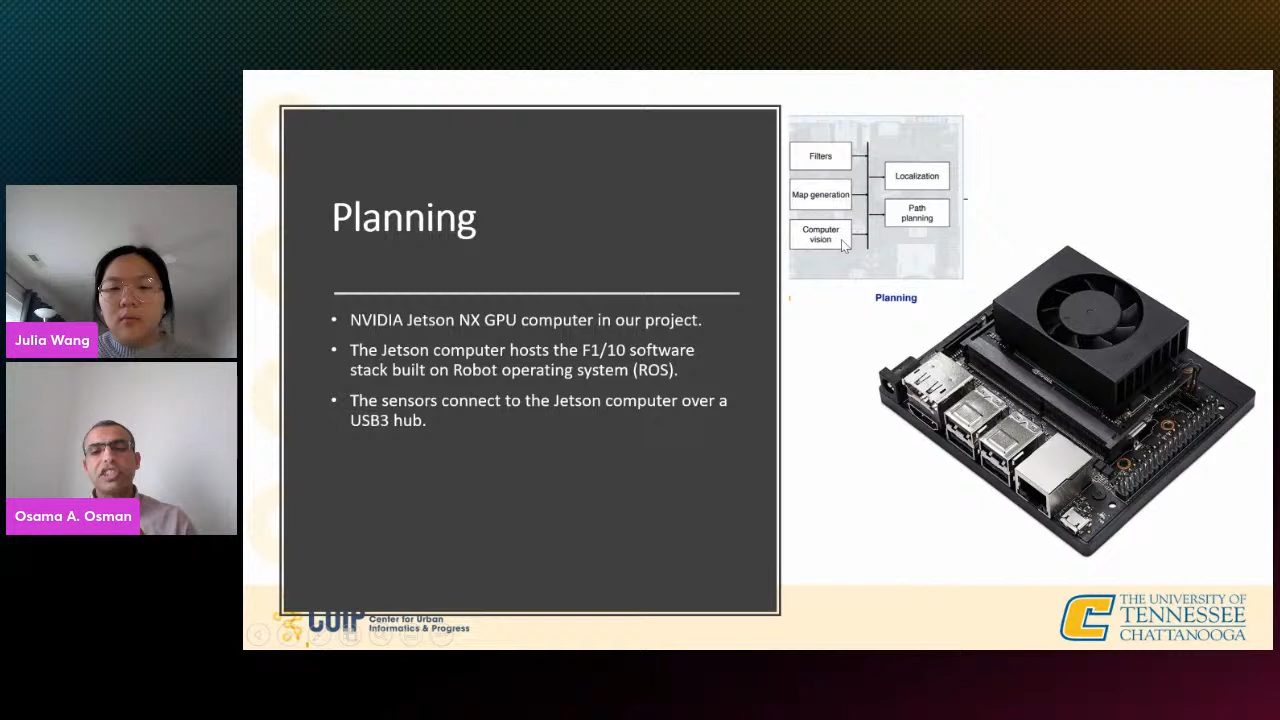 Julia Wang
Osama A. Osman
Planning
NVIDIA Jetson NX GPU computer in our project.
The Jetson computer hosts the F1/10 software
stack built on Robot operating system (ROS).
The sensors connect to the Jetson computer over a
USB3 hub.
Filters
Map generation
Computer
vision
Localization
Path
planning
Planning
CUIP
Center for Urban
Informatics & Progress
THE UNIVERSITY OF
TENNESSEE
CHATTANOOGA